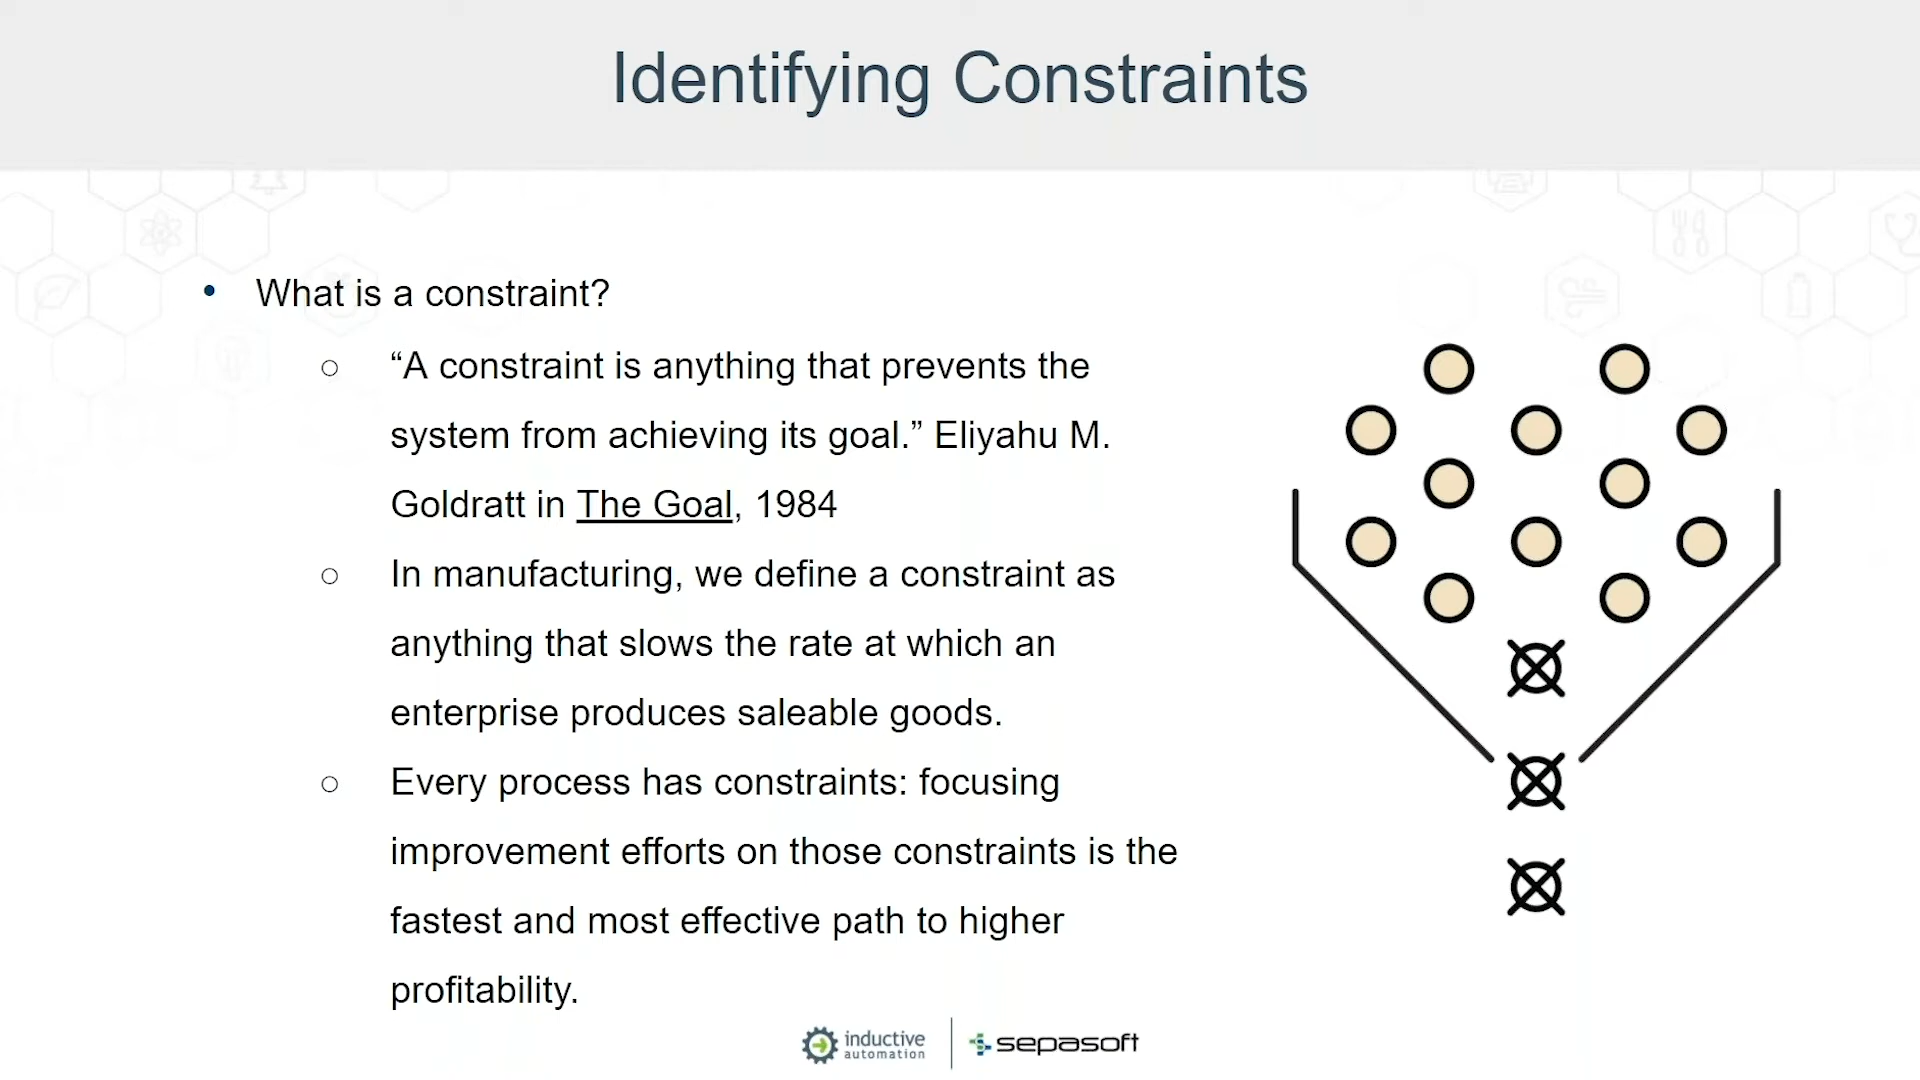 Identifying Constraints
• What is a constraint?
○ “A constraint is anything that prevents the
system from achieving its goal.” Eliyahu M.
Goldratt in The Goal, 1984
○ In manufacturing, we define a constraint as
anything that slows the rate at which an
enterprise produces saleable goods.
○ Every process has constraints: focusing
improvement efforts on those constraints is the
fastest and most effective path to higher
profitability.
inductive
automation
sepasoft